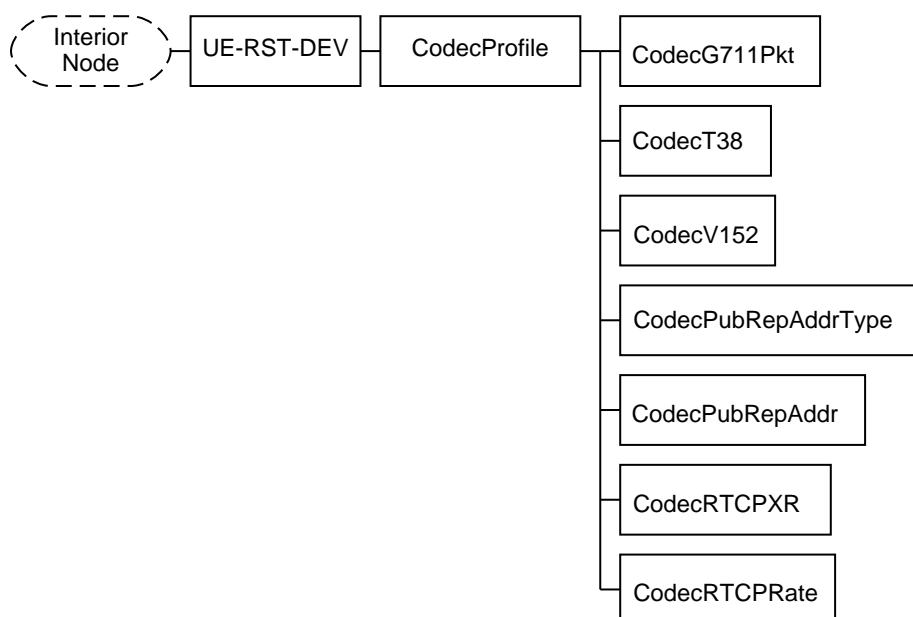 Interior
Node
UE-RST-DEV
CodecProfile
CodecG711Pkt
CodecT38
CodecV152
CodecPubRepAddrType
CodecPubRepAddr
CodecRTCPXR
CodecRTCPRate